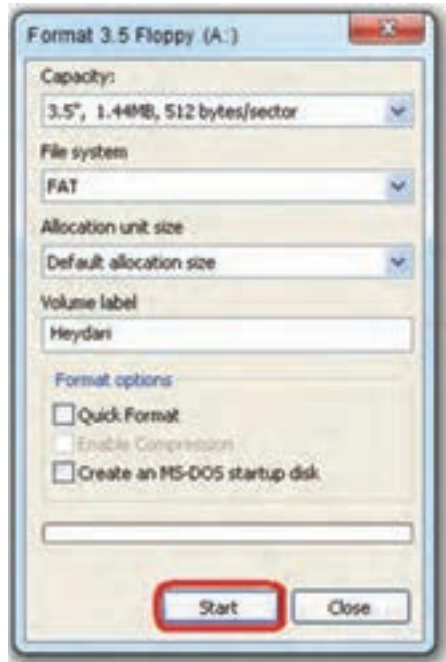 Format 3.5 Floppy (A:)
Capacity:
3.5", 1.44MB, 512 bytes/sector
File system
FAT
Allocation unit size
Default allocation size
Volume label
Heydari
Format options
Quick Format
Enable Compression
Create an MS-DOS startup disk
Start Close